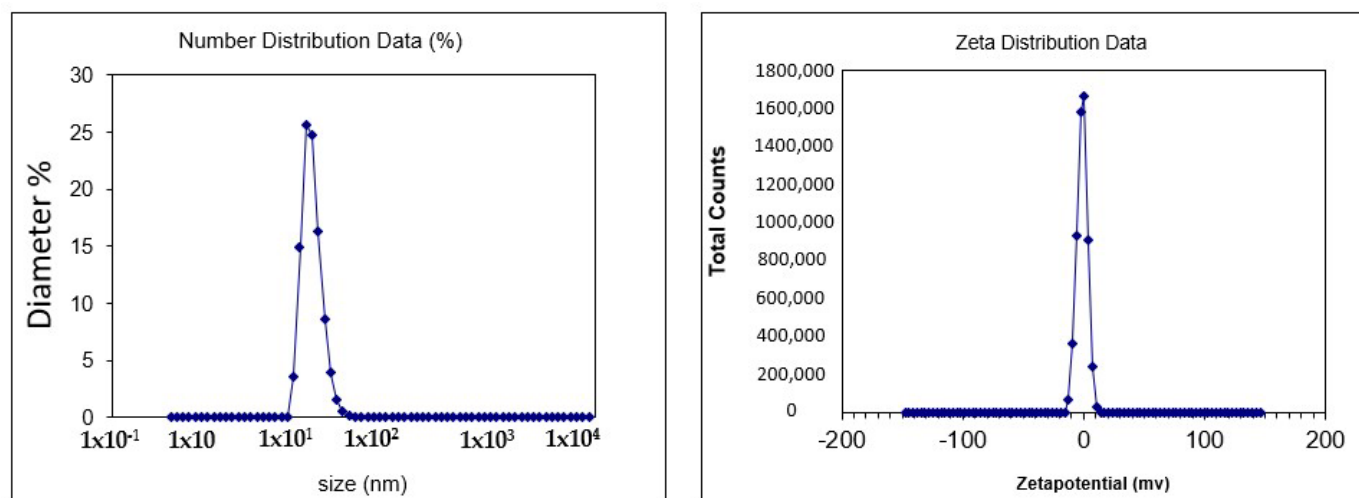 Number Distribution Data (%)
30
25
20
15
10
5
0
Diameter %
1x10⁻¹ 1x10 1x10¹ 1x10² 1x10³ 1x10⁴
size (nm)
Zeta Distribution Data
1800,000
1600,000
1400,000
1200,000
1000,000
800,000
600,000
400,000
200,000
0
Total Counts
-200 -100 0 100 200
Zetapotential (mv)